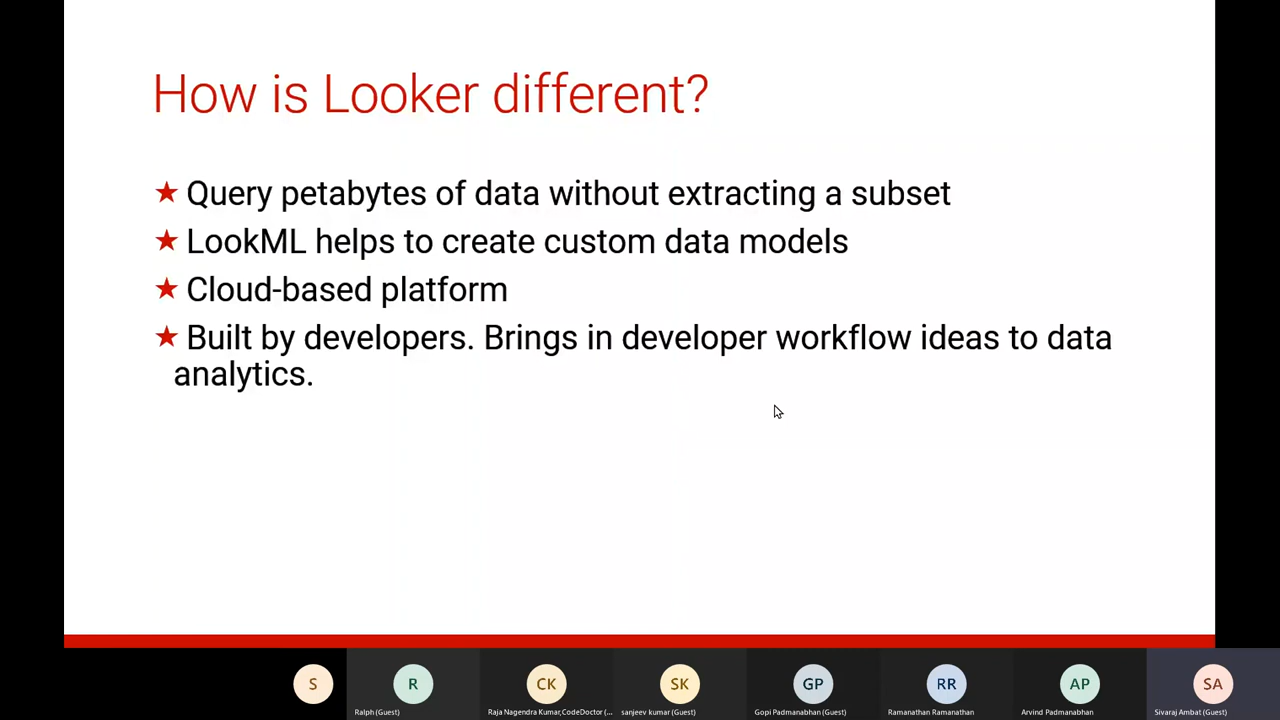 How is Looker different?
★ Query petabytes of data without extracting a subset
★ LookML helps to create custom data models
★ Cloud-based platform
★ Built by developers. Brings in developer workflow ideas to data
analytics.
S
R
CK
SK
GP
RR
AP
SA
Ralph (Guest)
Raja Nagendra Kumar,CodeDoctor (...
sanjeev kumar (Guest)
Gopi Padmanabhan (Guest)
Ramanathan Ramanathan
Arvind Padmanabhan
Sivaraj Ambat (Guest)